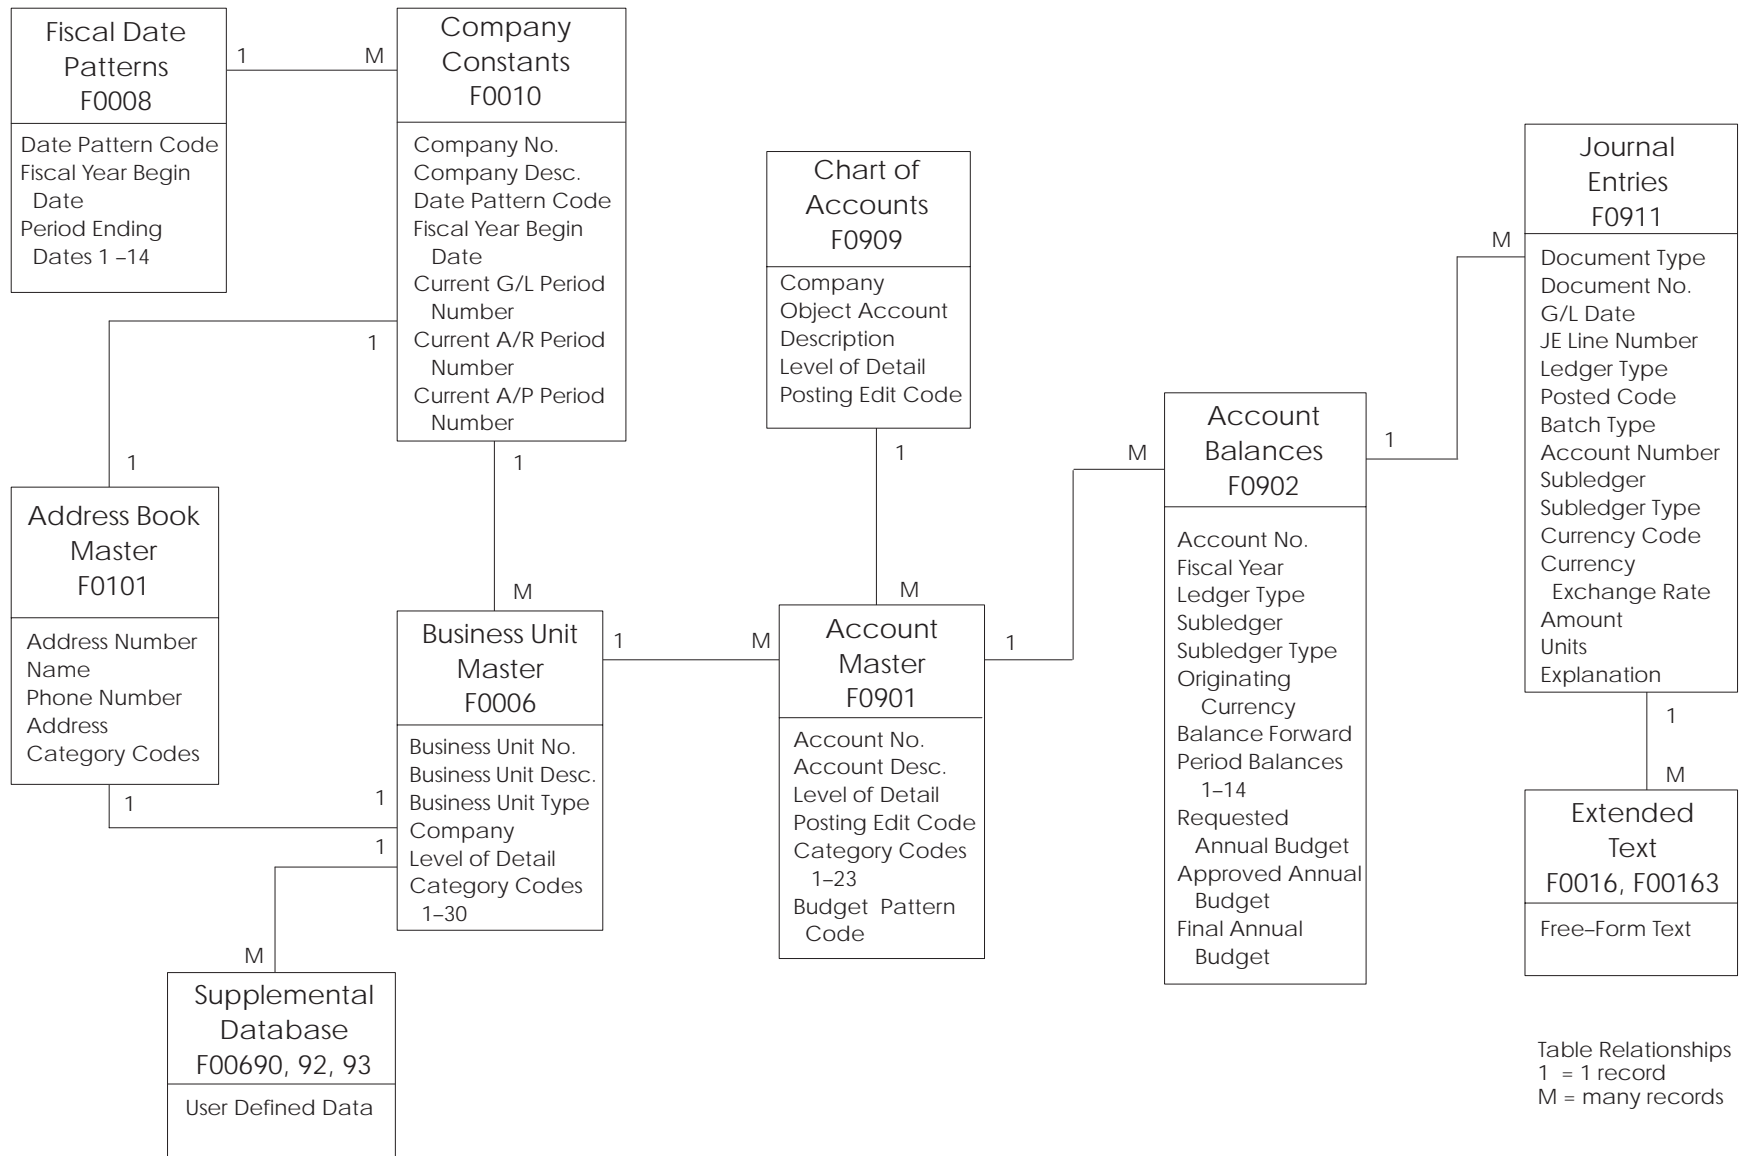 Fiscal Date
Patterns
F0008
Date Pattern Code
Fiscal Year Begin
Date
Period Ending
Dates 1 –14
1
M
Company
Constants
F0010
Company No.
Company Desc.
Date Pattern Code
Fiscal Year Begin
Date
Current G/L Period
Number
Current A/R Period
Number
Current A/P Period
Number
1
1
1
Address Book
Master
F0101
Address Number
Name
Phone Number
Address
Category Codes
1
1
1
M
Business Unit
Master
F0006
Business Unit No.
Business Unit Desc.
Business Unit Type
Company
Level of Detail
Category Codes
1–30
M
Supplemental
Database
F00690, 92, 93
User Defined Data
1
M
Chart of
Accounts
F0909
Company
Object Account
Description
Level of Detail
Posting Edit Code
1
M
Account
Master
F0901
Account No.
Account Desc.
Level of Detail
Posting Edit Code
Category Codes
1–23
Budget Pattern
Code
1
M
Account
Balances
F0902
Account No.
Fiscal Year
Ledger Type
Subledger
Subledger Type
Originating
Currency
Balance Forward
Period Balances
1–14
Requested
Annual Budget
Approved Annual
Budget
Final Annual
Budget
1
M
Journal
Entries
F0911
Document Type
Document No.
G/L Date
JE Line Number
Ledger Type
Posted Code
Batch Type
Account Number
Subledger
Subledger Type
Currency Code
Currency
Exchange Rate
Amount
Units
Explanation
1
M
Extended
Text
F0016, F00163
Free–Form Text
Table Relationships
1 = 1 record
M = many records